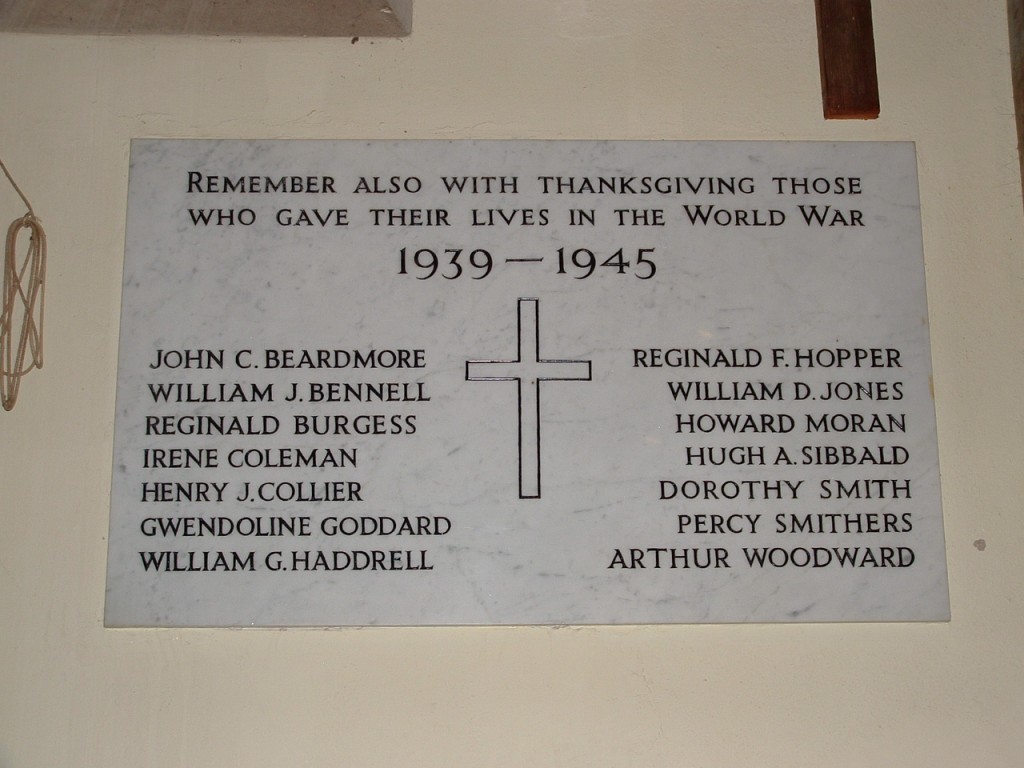 REMEMBER ALSO WITH THANKSGIVING THOSE
WHO GAVE THEIR LIVES IN THE WORLD WAR
1939 — 1945
JOHN C. BEARDMORE
WILLIAM J. BENNELL
REGINALD BURGESS
IRENE COLEMAN
HENRY J. COLLIER
GWENDOLINE GODDARD
WILLIAM G. HADDRELL
REGINALD F. HOPPER
WILLIAM D. JONES
HOWARD MORAN
HUGH A. SIBBALD
DOROTHY SMITH
PERCY SMITHERS
ARTHUR WOODWARD